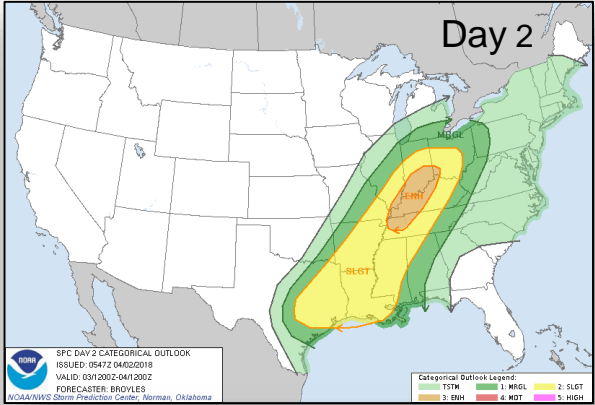 Day 2
MRGL
ENH
SLGT
NOAA
SPC DAY 2 CATEGORICAL OUTLOOK
ISSUED: 0547Z 04/02/2018
VALID: 03/1200Z-04/1200Z
FORECASTER: BROYLES
NOAA/NWS Storm Prediction Center, Norman, Oklahoma
Categorical Outlook Legend:
TSTM 1: MRGL 2: SLGT
3: ENH 4: MDT 5: HIGH